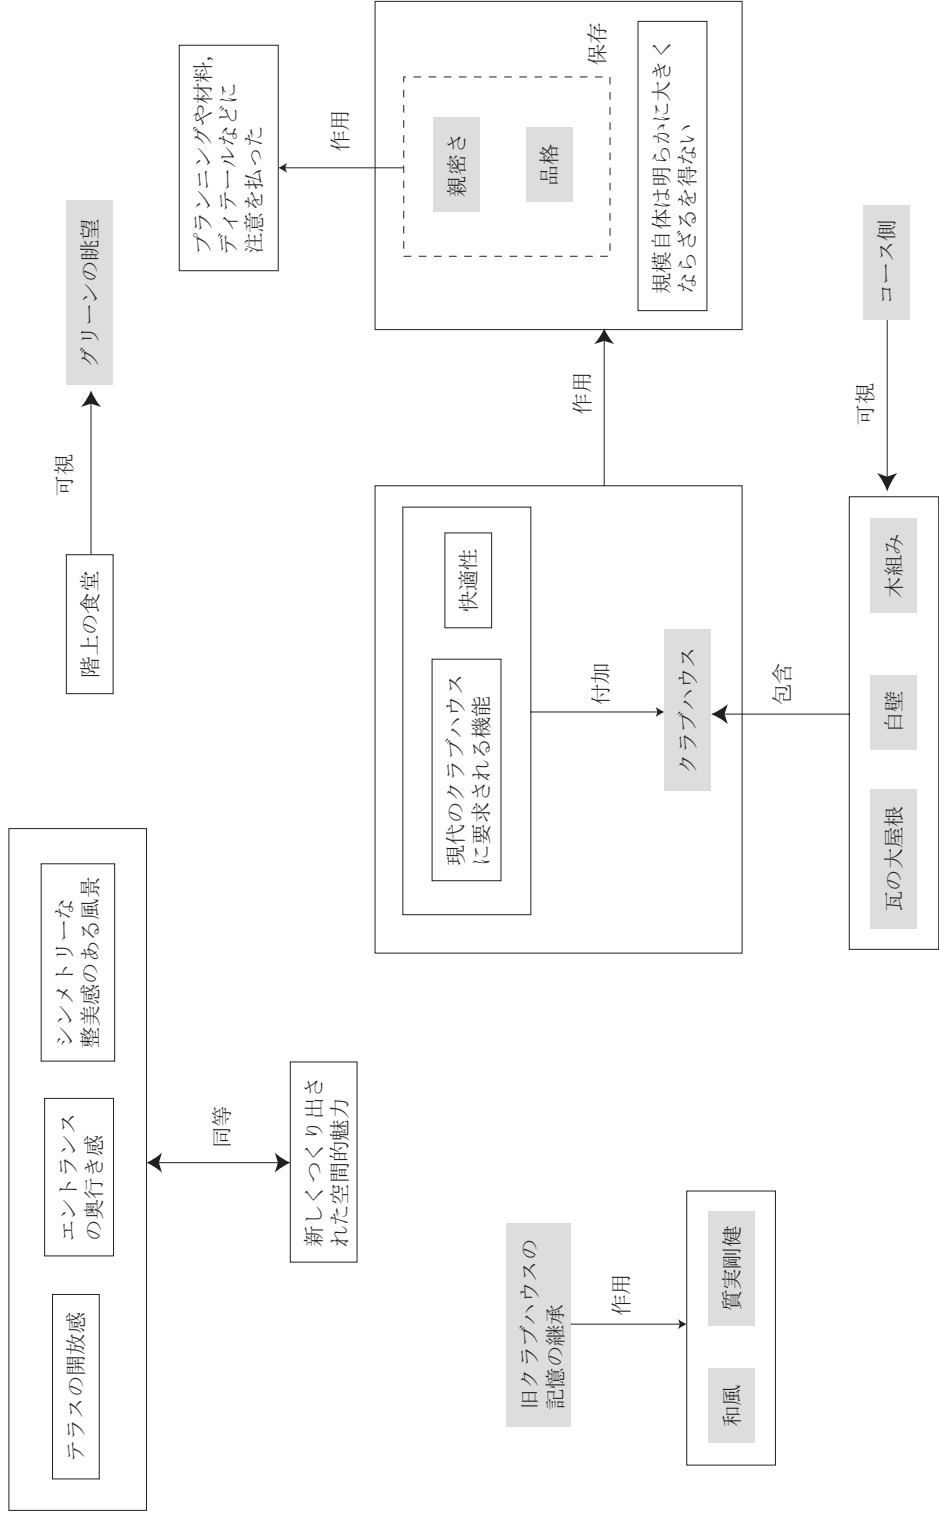 テラスの開放感
エントランス
の奥行き感
シンメトリーな
整美感のある風景
同等
新しくつくり出さ
れた空間的魅力
階上の食堂
可視
グリーンの眺望
プランニングや材料,
ディテールなどに
注意を払った
作用
親密さ
品格
保存
規模自体は明らかに大きく
ならざるを得ない
作用
現代のクラブハウス
に要求される機能
快適性
付加
クラブハウス
包含
瓦の大屋根
白壁
木組み
可視
コース側
旧クラブハウスの
記憶の継承
作用
和風
質実剛健